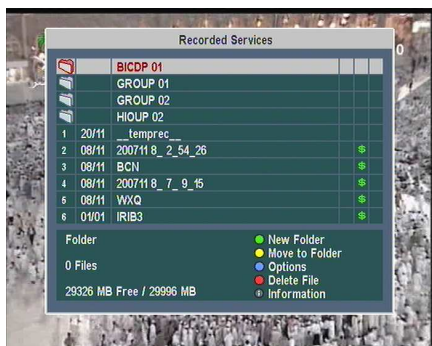 Recorded Services
BICDP 01
GROUP 01
GROUP 02
HIOUP 02
1 20/11 __temprec__
2 08/11 200711 8_ 2_54_26 $
3 08/11 BCN $
4 08/11 200711 8_ 7_ 9_15 $
5 08/11 WXQ $
6 01/01 IRIB3 $
Folder
0 Files
29326 MB Free / 29996 MB
New Folder
Move to Folder
Options
Delete File
Information
0